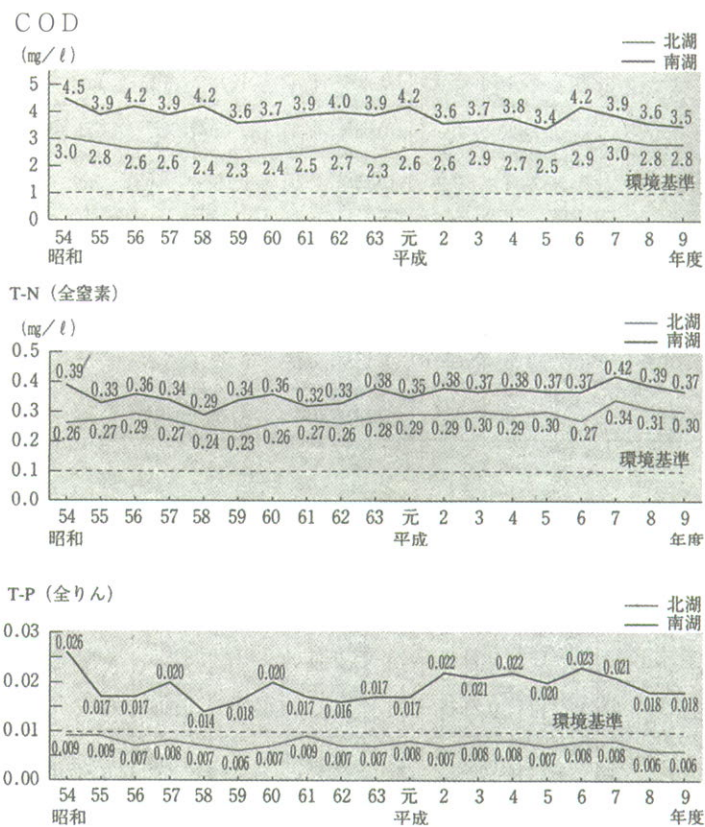 COD
(㎎／ℓ)
北湖
南湖
5
4
3
2
1
0
4.5 3.9 4.2 3.9 4.2 3.6 3.7 3.9 4.0 3.9 4.2 3.6 3.7 3.8 3.4 4.2 3.9 3.6 3.5
3.0 2.8 2.6 2.6 2.4 2.3 2.4 2.5 2.7 2.3 2.6 2.6 2.9 2.7 2.5 2.9 3.0 2.8 2.8
環境基準
54 55 56 57 58 59 60 61 62 63 元 2 3 4 5 6 7 8 9
昭和 平成 年度
T-N（全窒素）
(㎎／ℓ)
北湖
南湖
0.5
0.4
0.3
0.2
0.1
0.0
0.39 0.33 0.36 0.34 0.29 0.34 0.36 0.32 0.33 0.38 0.35 0.38 0.37 0.38 0.37 0.37 0.42 0.39 0.37
0.26 0.27 0.29 0.27 0.24 0.23 0.26 0.27 0.26 0.28 0.29 0.29 0.30 0.29 0.30 0.27 0.34 0.31 0.30
環境基準
54 55 56 57 58 59 60 61 62 63 元 2 3 4 5 6 7 8 9
昭和 平成 年度
T-P（全りん）
北湖
南湖
0.03
0.02
0.01
0.00
0.026 0.017 0.017 0.020 0.014 0.016 0.020 0.017 0.016 0.017 0.017 0.022 0.021 0.022 0.020 0.023 0.021 0.018 0.018
環境基準
0.009 0.009 0.007 0.008 0.007 0.006 0.007 0.009 0.007 0.007 0.008 0.007 0.008 0.008 0.007 0.008 0.008 0.006 0.006
54 55 56 57 58 59 60 61 62 63 元 2 3 4 5 6 7 8 9
昭和 平成 年度